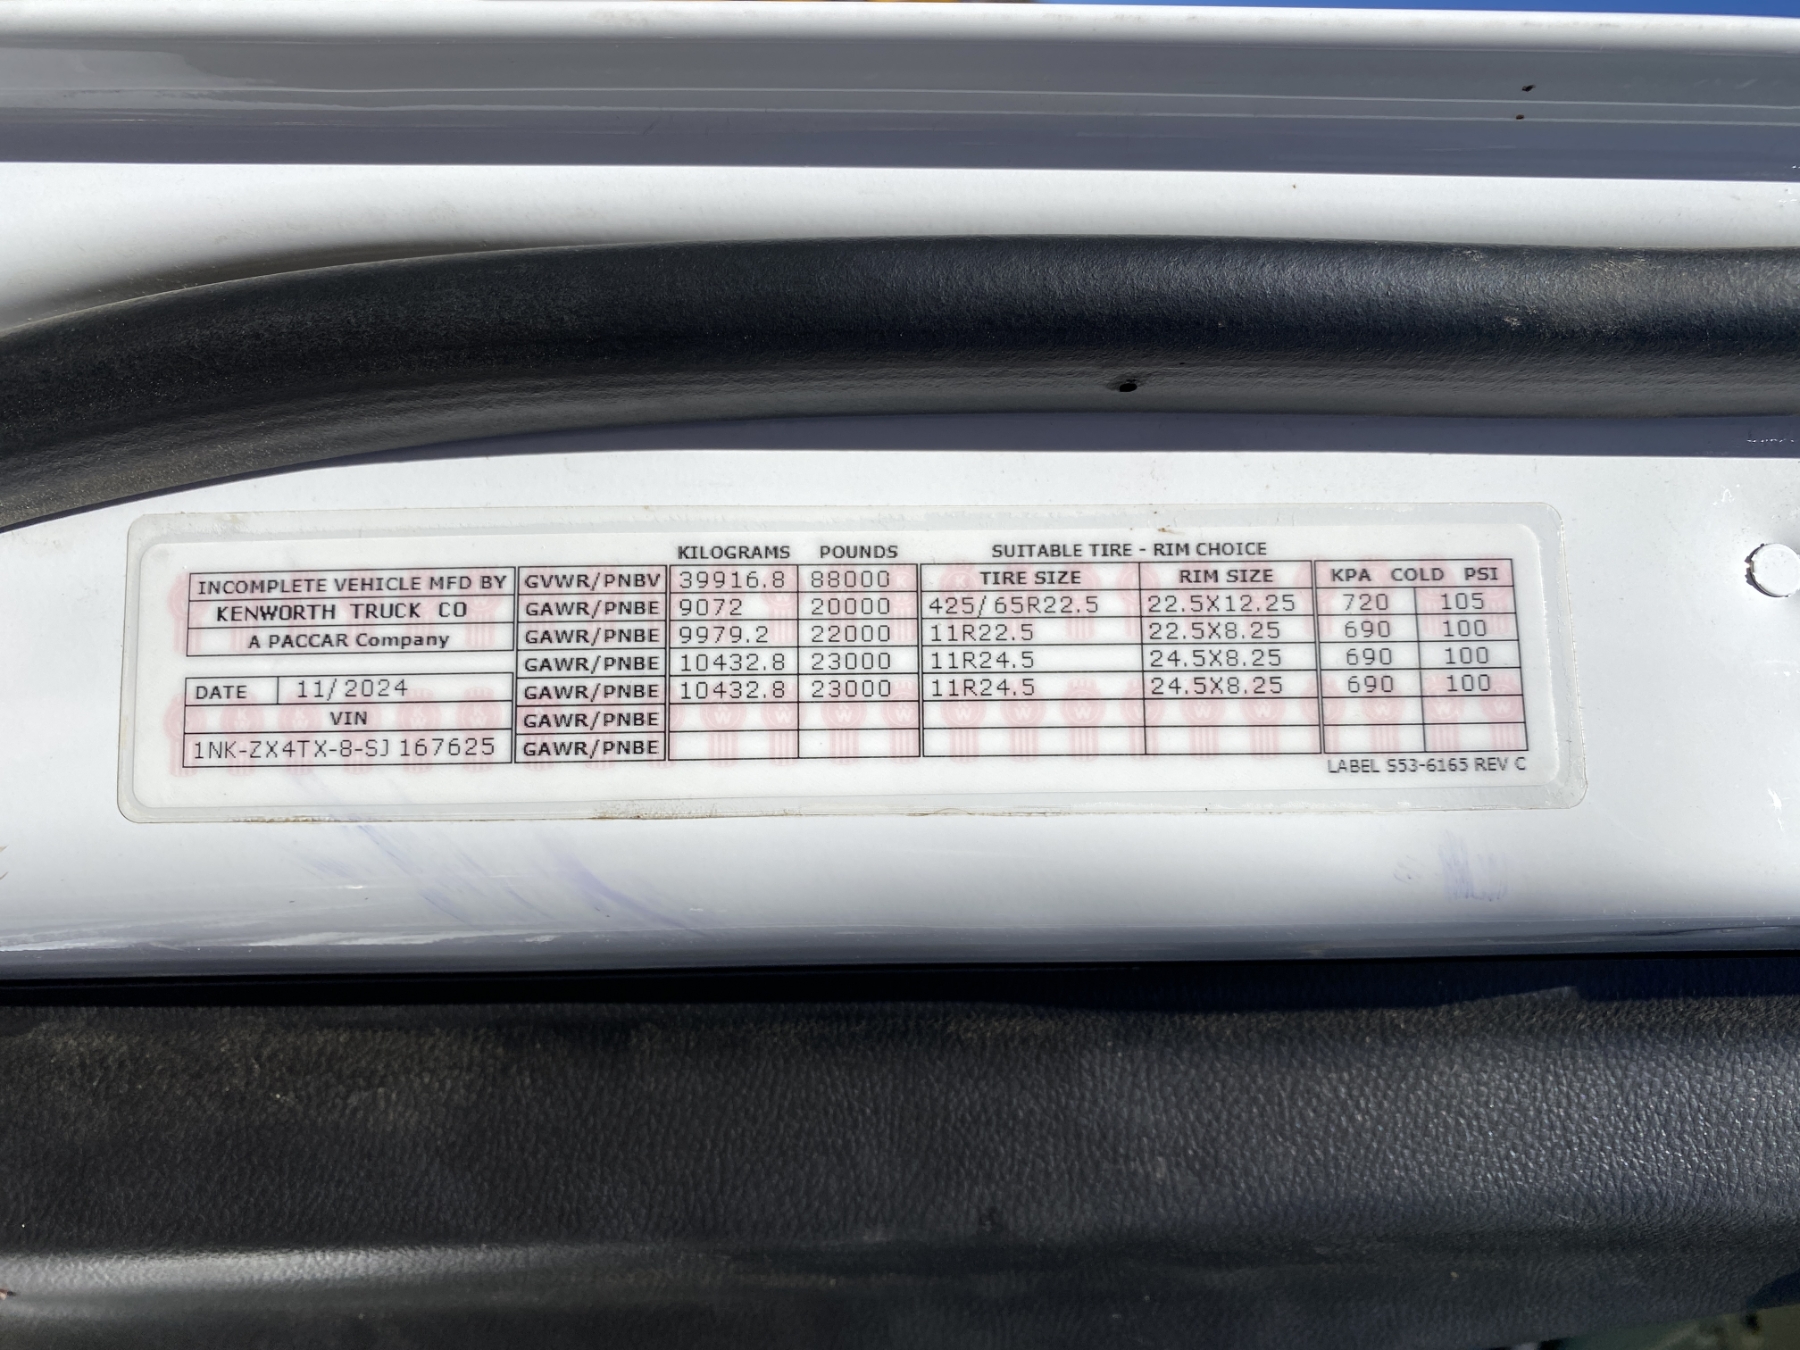 KILOGRAMS POUNDS SUITABLE TIRE - RIM CHOICE
INCOMPLETE VEHICLE MFD BY GVWR/PNBV 39916.8 88000 TIRE SIZE RIM SIZE KPA COLD PSI
KENWORTH TRUCK CO GAWR/PNBE 9072 20000 425/65R22.5 22.5X12.25 720 105
A PACCAR Company GAWR/PNBE 9979.2 22000 11R22.5 22.5X8.25 690 100
GAWR/PNBE 10432.8 23000 11R24.5 24.5X8.25 690 100
DATE 11/2024 GAWR/PNBE 10432.8 23000 11R24.5 24.5X8.25 690 100
VIN GAWR/PNBE
1NK-ZX4TX-8-SJ167625 GAWR/PNBE
LABEL S53-6165 REV C